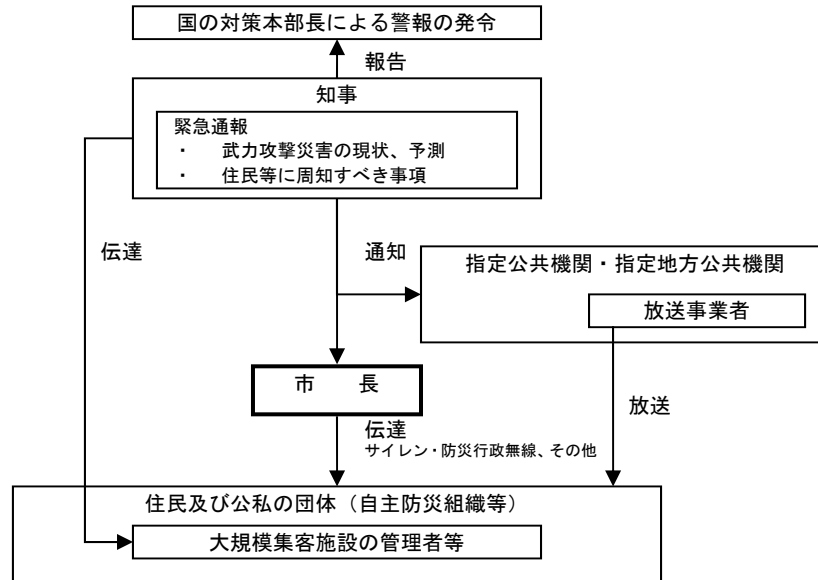 国の対策本部長による警報の発令
報告
知事
緊急通報
・　武力攻撃災害の現状、予測
・　住民等に周知すべき事項
伝達
通知
指定公共機関・指定地方公共機関
放送事業者
市　　長
放送
伝達
サイレン・防災行政無線、その他
住民及び公私の団体（自主防災組織等）
大規模集客施設の管理者等